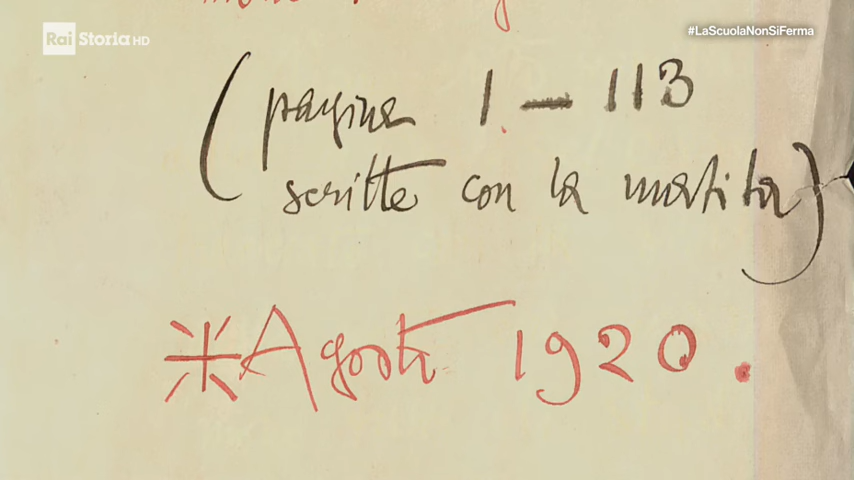 Rai Storia HD
#LaScuolaNonSiFerma
(pagine 1. — 113
scritte con la matita)
Agosto 1920.